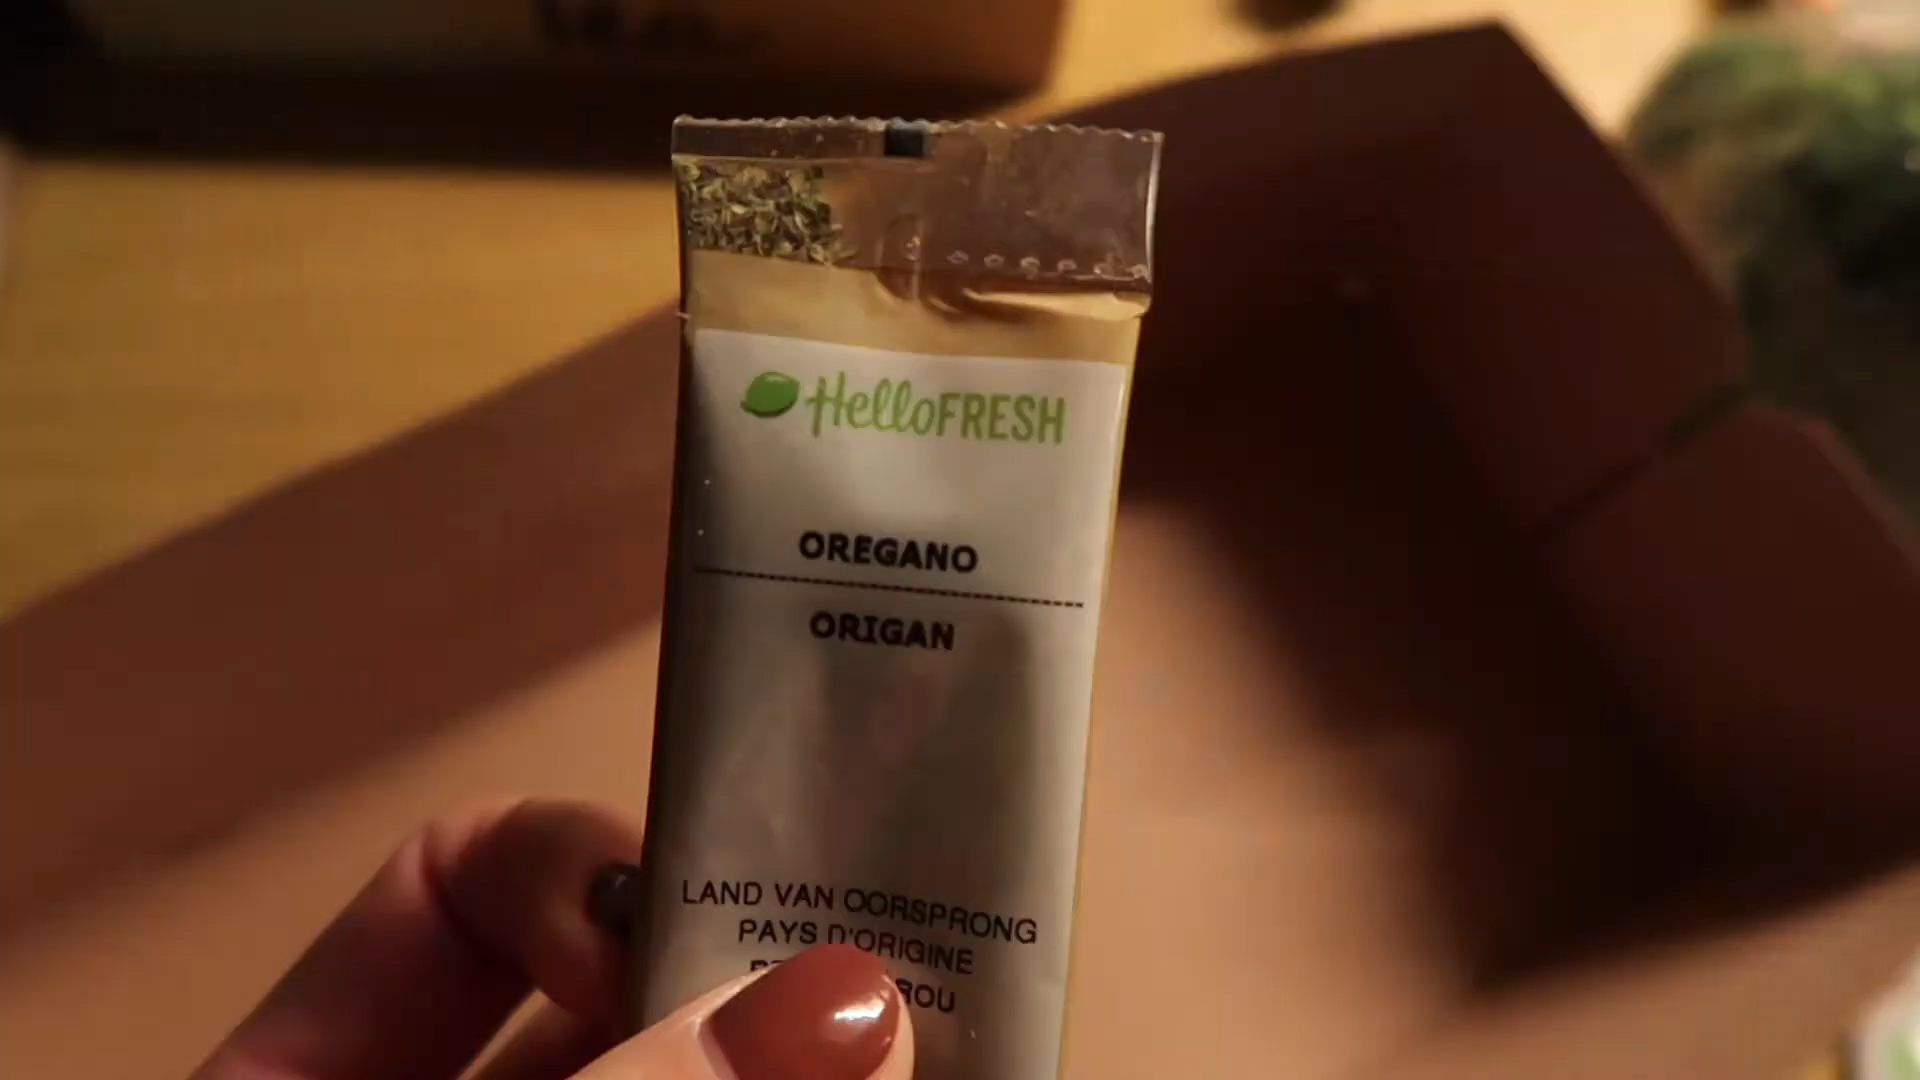 HelloFRESH
OREGANO
ORIGAN
LAND VAN OORSPRONG
PAYS D'ORIGINE